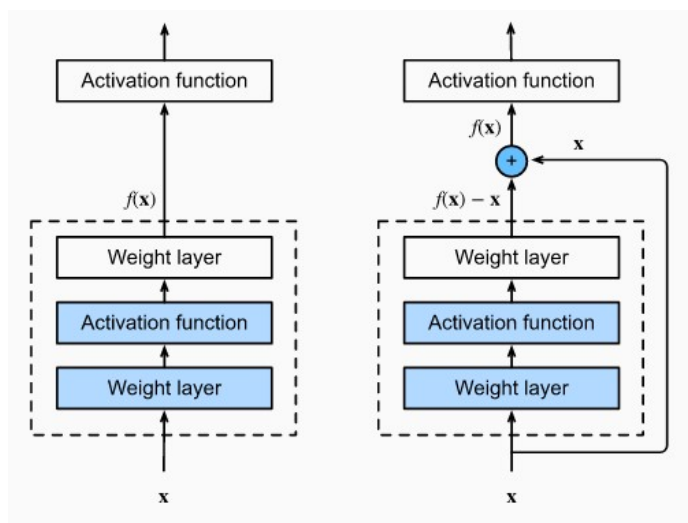 Activation function
f(x)
Weight layer
Activation function
Weight layer
x
Activation function
f(x)
x
+
f(x) − x
Weight layer
Activation function
Weight layer
x